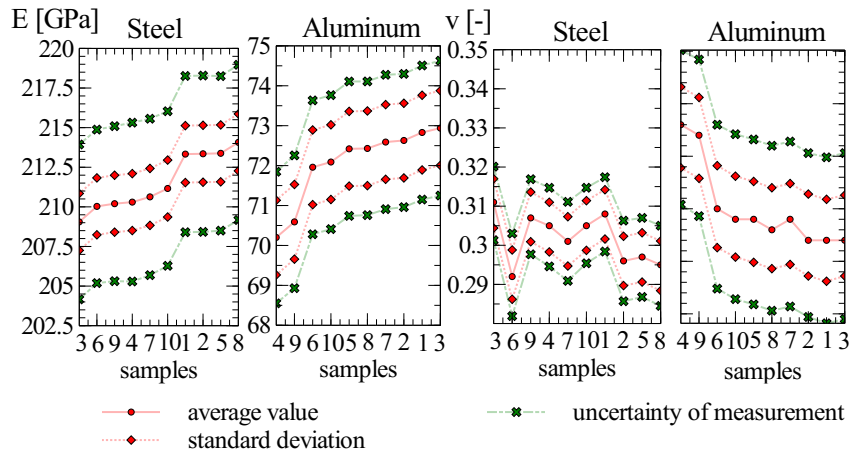 E [GPa] Steel Aluminum ν [-] Steel Aluminum
220
217.5
215
212.5
210
207.5
205
202.5
75
74
73
72
71
70
69
68
0.35
0.34
0.33
0.32
0.31
0.3
0.29
3 6 9 4 7 10 1 2 5 8
4 9 6 10 5 8 7 2 1 3
3 6 9 4 7 10 1 2 5 8
4 9 6 10 5 8 7 2 1 3
samples samples samples samples
average value
uncertainty of measurement
standard deviation